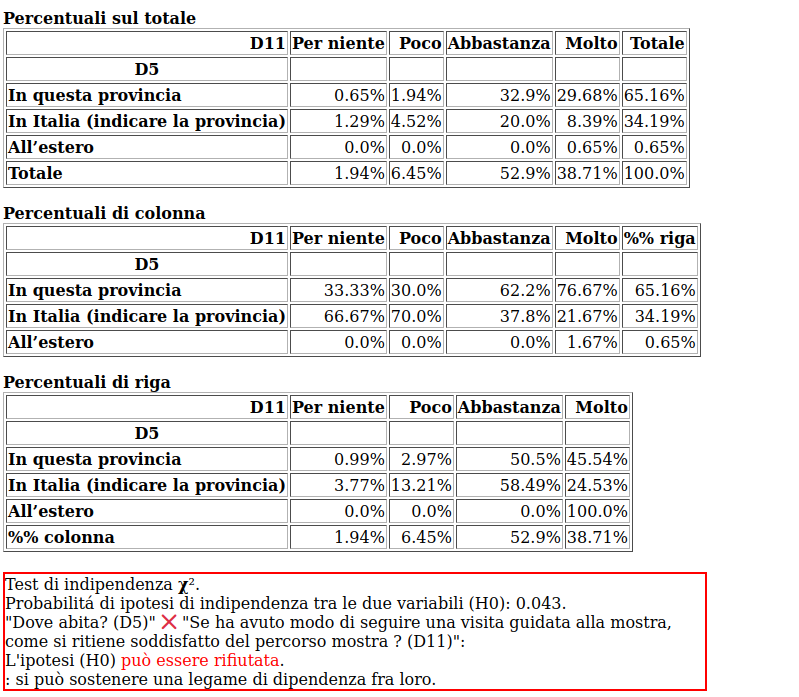 Percentuali sul totale
D11 Per niente Poco Abbastanza Molto Totale
D5
In questa provincia 0.65% 1.94% 32.9% 29.68% 65.16%
In Italia (indicare la provincia) 1.29% 4.52% 20.0% 8.39% 34.19%
All’estero 0.0% 0.0% 0.0% 0.65% 0.65%
Totale 1.94% 6.45% 52.9% 38.71% 100.0%
Percentuali di colonna
D11 Per niente Poco Abbastanza Molto %% riga
D5
In questa provincia 33.33% 30.0% 62.2% 76.67% 65.16%
In Italia (indicare la provincia) 66.67% 70.0% 37.8% 21.67% 34.19%
All’estero 0.0% 0.0% 0.0% 1.67% 0.65%
Percentuali di riga
D11 Per niente Poco Abbastanza Molto
D5
In questa provincia 0.99% 2.97% 50.5% 45.54%
In Italia (indicare la provincia) 3.77% 13.21% 58.49% 24.53%
All’estero 0.0% 0.0% 0.0% 100.0%
%% colonna 1.94% 6.45% 52.9% 38.71%
Test di indipendenza χ².
Probabilitá di ipotesi di indipendenza tra le due variabili (H0): 0.043.
"Dove abita? (D5)" ❌ "Se ha avuto modo di seguire una visita guidata alla mostra,
come si ritiene soddisfatto del percorso mostra ? (D11)":
L'ipotesi (H0) può essere rifiutata.
: si può sostenere una legame di dipendenza fra loro.